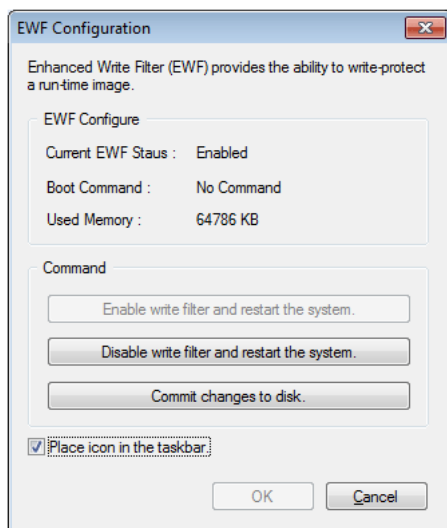 EWF Configuration
Enhanced Write Filter (EWF) provides the ability to write-protect
a run-time image.
EWF Configure
Current EWF Staus : Enabled
Boot Command : No Command
Used Memory : 64786 KB
Command
Enable write filter and restart the system.
Disable write filter and restart the system.
Commit changes to disk.
Place icon in the taskbar.
OK Cancel